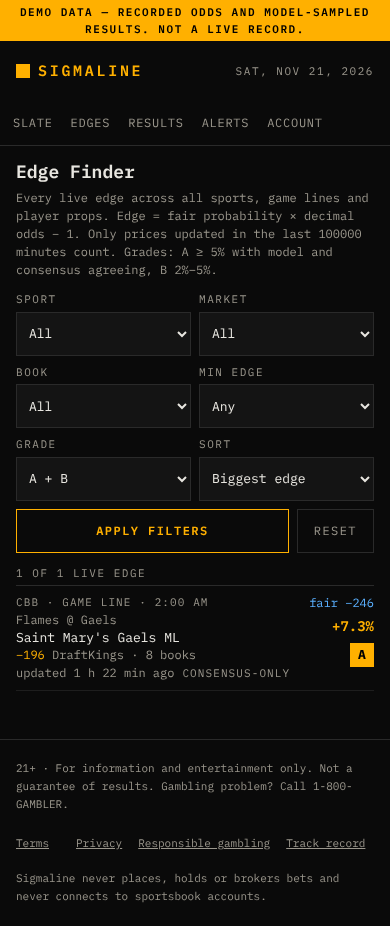 DEMO DATA — RECORDED ODDS AND MODEL-SAMPLED
RESULTS. NOT A LIVE RECORD.
SIGMALINE
SAT, NOV 21, 2026
SLATE EDGES RESULTS ALERTS ACCOUNT
Edge Finder
Every live edge across all sports, game lines and
player props. Edge = fair probability × decimal
odds − 1. Only prices updated in the last 100000
minutes count. Grades: A ≥ 5% with model and
consensus agreeing, B 2%–5%.
SPORT MARKET
All All
BOOK MIN EDGE
All Any
GRADE SORT
A + B Biggest edge
APPLY FILTERS RESET
1 OF 1 LIVE EDGE
CBB · GAME LINE · 2:00 AM fair −246
Flames @ Gaels
+7.3%
Saint Mary's Gaels ML
−196 DraftKings · 8 books
A
updated 1 h 22 min ago CONSENSUS-ONLY
21+ · For information and entertainment only. Not a
guarantee of results. Gambling problem? Call 1-800-
GAMBLER.
Terms Privacy Responsible gambling Track record
Sigmaline never places, holds or brokers bets and
never connects to sportsbook accounts.